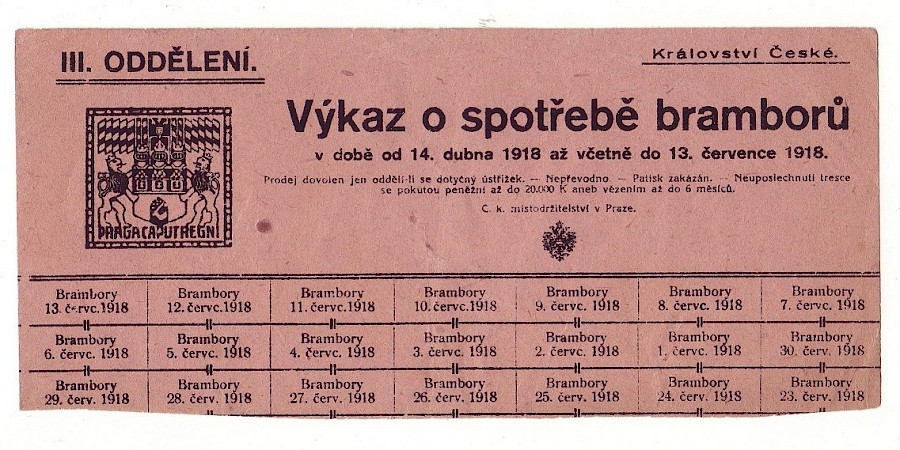 III. ODDĚLENÍ.
Království České.
Výkaz o spotřebě bramborů
v době od 14. dubna 1918 až včetně do 13. července 1918.
Prodej dovolen jen oddělí-li se dotyčný ústřižek. — Nepřevodno. — Patisk zakázán. — Neuposlechnutí tresce
se pokutou peněžní až do 20.000 K aneb vězením až do 6 měsíců.
C. k. místodržitelství v Praze.
PRAGA CAPUT REGNI
Brambory Brambory Brambory Brambory Brambory Brambory Brambory
13. červc. 1918 12. červc. 1918 11. červc. 1918 10. červc. 1918 9. červc. 1918 8. červc. 1918 7. červc. 1918
Brambory Brambory Brambory Brambory Brambory Brambory Brambory
6. červc. 1918 5. červc. 1918 4. červc. 1918 3. červc. 1918 2. červc. 1918 1. červc. 1918 30. červ. 1918
Brambory Brambory Brambory Brambory Brambory Brambory Brambory
29. červ. 1918 28. červ. 1918 27. červ. 1918 26. červ. 1918 25. červ. 1918 24. červ. 1918 23. červ. 1918